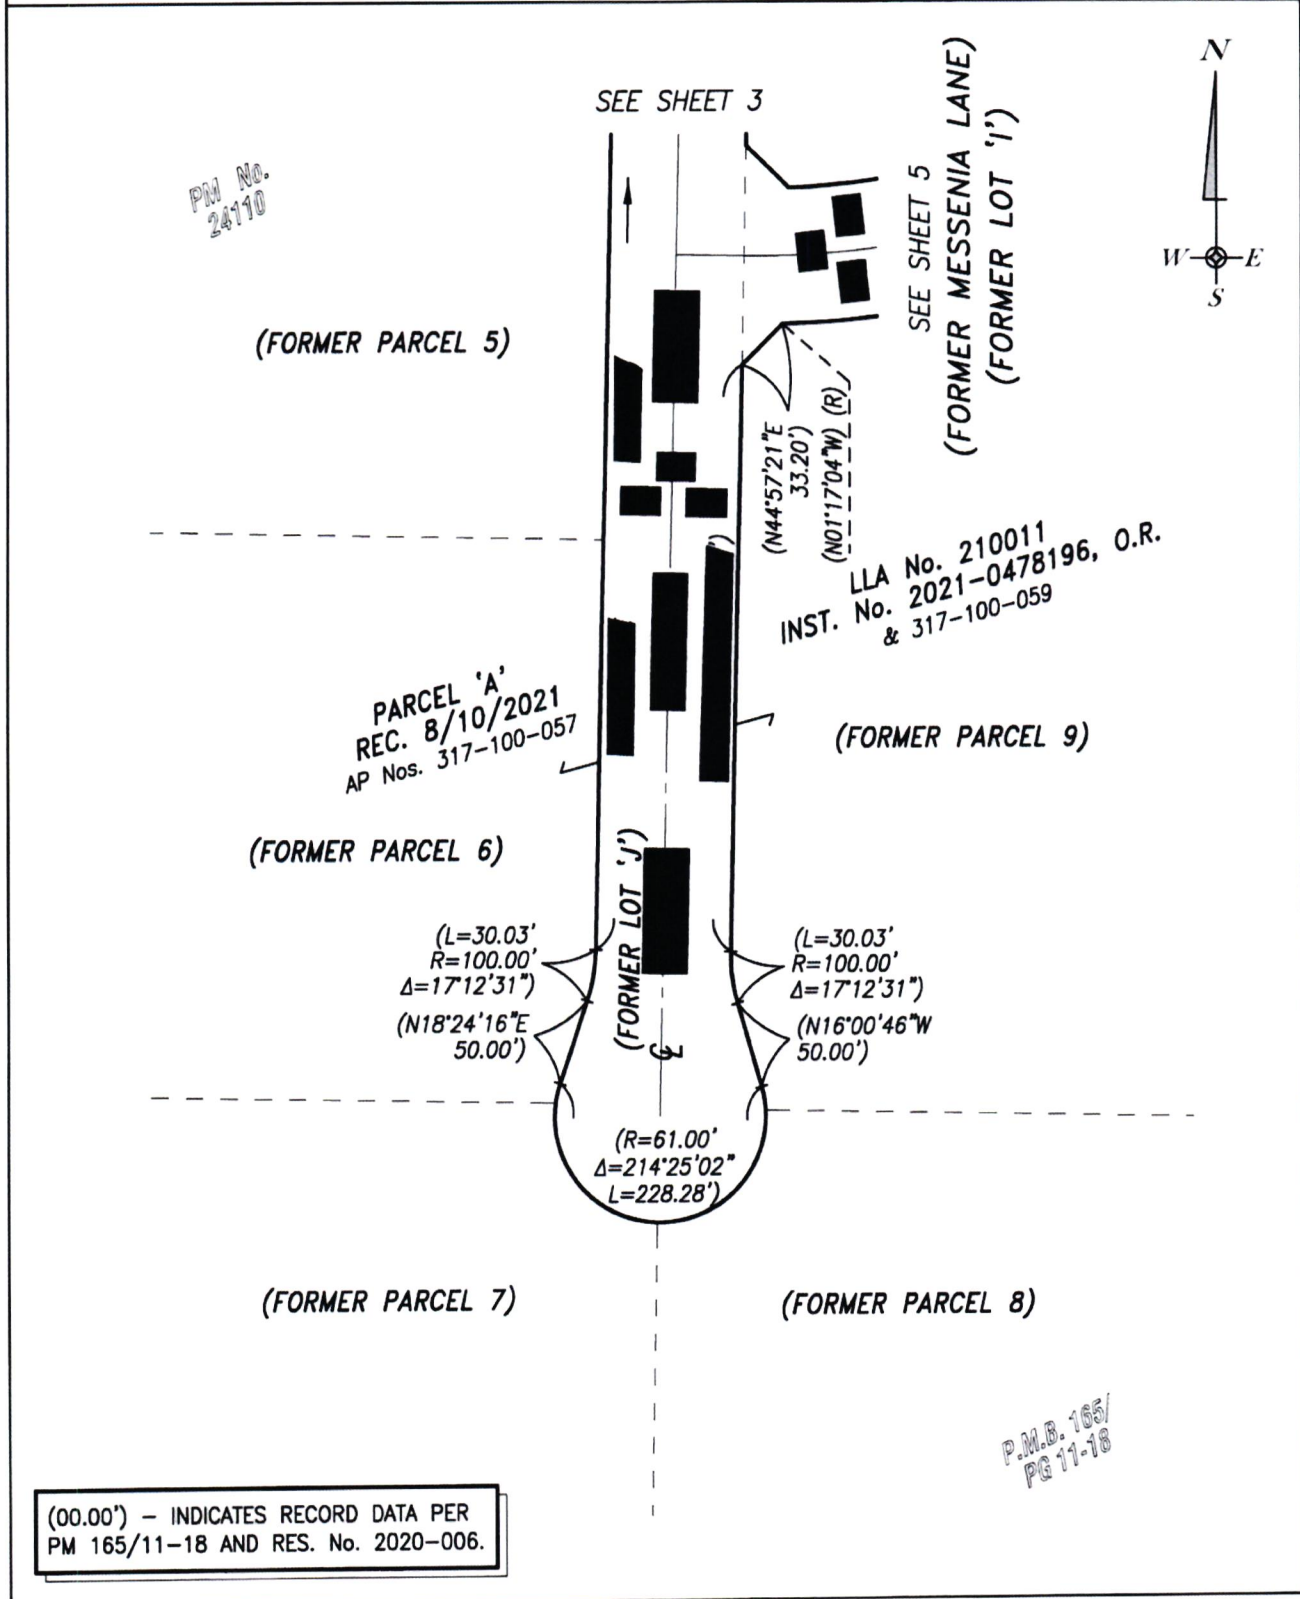 SEE SHEET 3
N
W E
S
PM No.
24110
SEE SHEET 5
(FORMER MESSENIA LANE)
(FORMER LOT 'I')
(FORMER PARCEL 5)
(N44°57'21"E
33.20')
(N01°17'04"W) (R)
')
LLA No. 210011
INST. No. 2021-0478196, O.R.
& 317-100-059
PARCEL 'A'
REC. 8/10/2021
AP Nos. 317-100-057
(FORMER PARCEL 9)
(FORMER PARCEL 6)
(FORMER LOT 'J')
(L=30.03'
R=100.00'
Δ=17°12'31")
(N18°24'16"E
50.00')
(L=30.03'
R=100.00'
Δ=17°12'31")
(N16°00'46"W
50.00')
℄
(R=61.00'
Δ=214°25'02"
L=228.28')
(FORMER PARCEL 7)
(FORMER PARCEL 8)
P.M.B. 165/
PG 11-18
(00.00') - INDICATES RECORD DATA PER
PM 165/11-18 AND RES. No. 2020-006.